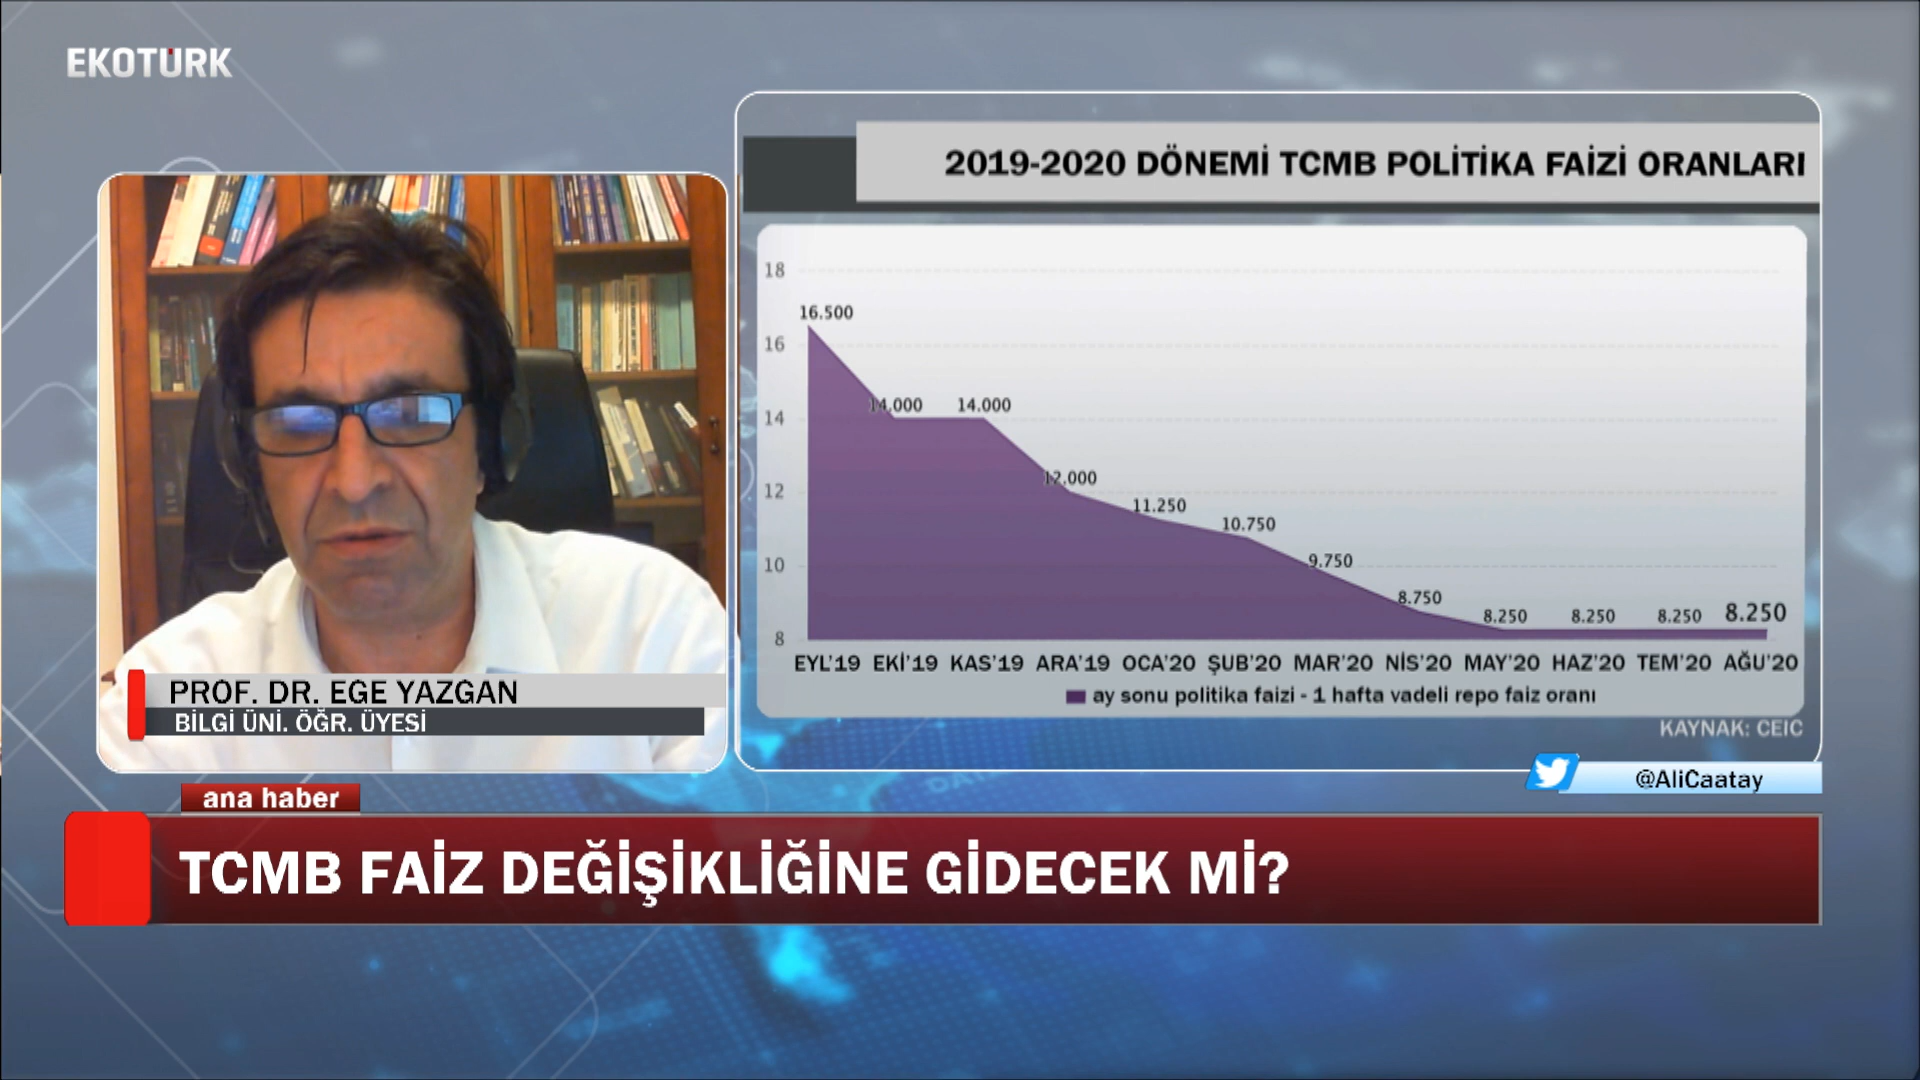 EKOTÜRK
2019-2020 DÖNEMİ TCMB POLİTİKA FAİZİ ORANLARI
18
16
14
12
10
8
16.500
14.000
14.000
12.000
11.250
10.750
9.750
8.750
8.250
8.250
8.250
8.250
EYL'19 EKİ'19 KAS'19 ARA'19 OCA'20 ŞUB'20 MAR'20 NİS'20 MAY'20 HAZ'20 TEM'20 AĞU'20
ay sonu politika faizi - 1 hafta vadeli repo faiz oranı
KAYNAK: CEIC
PROF. DR. EGE YAZGAN
BİLGİ ÜNİ. ÖĞR. ÜYESİ
@AliCaatay
ana haber
TCMB FAİZ DEĞİŞİKLİĞİNE GİDECEK Mİ?